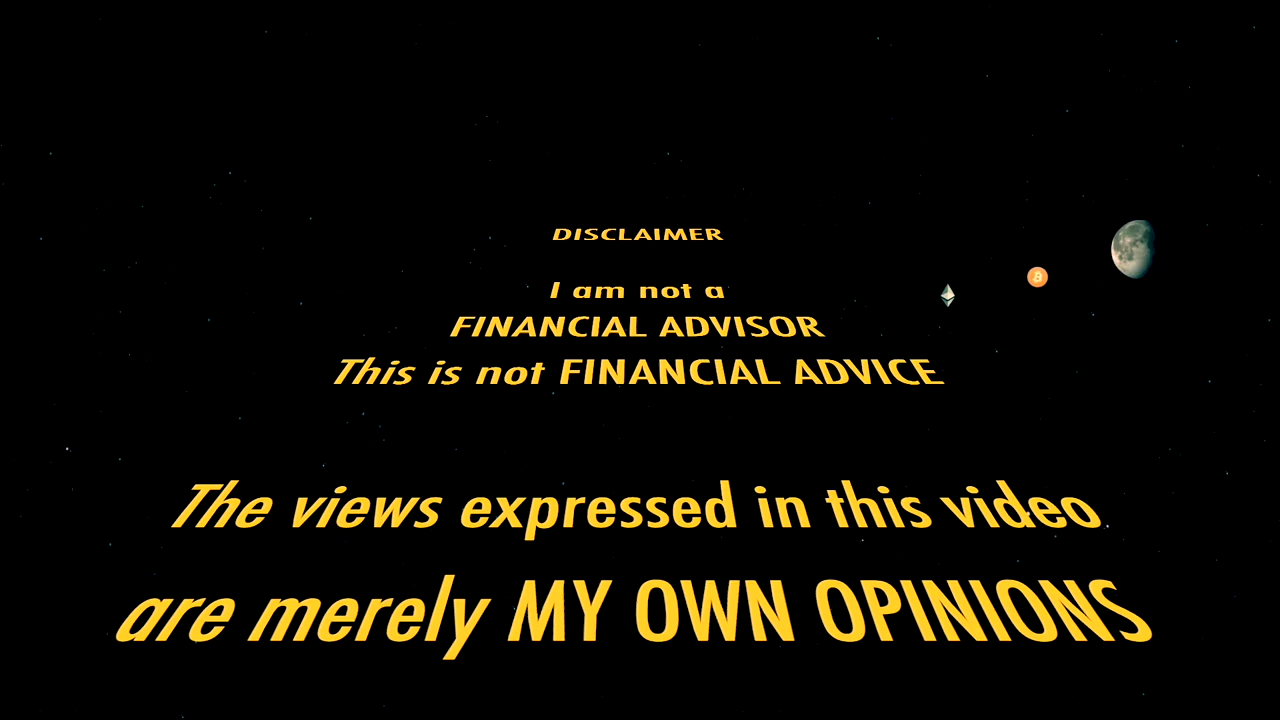 DISCLAIMER
I am not a
FINANCIAL ADVISOR
This is not FINANCIAL ADVICE
The views expressed in this video
are merely MY OWN OPINIONS